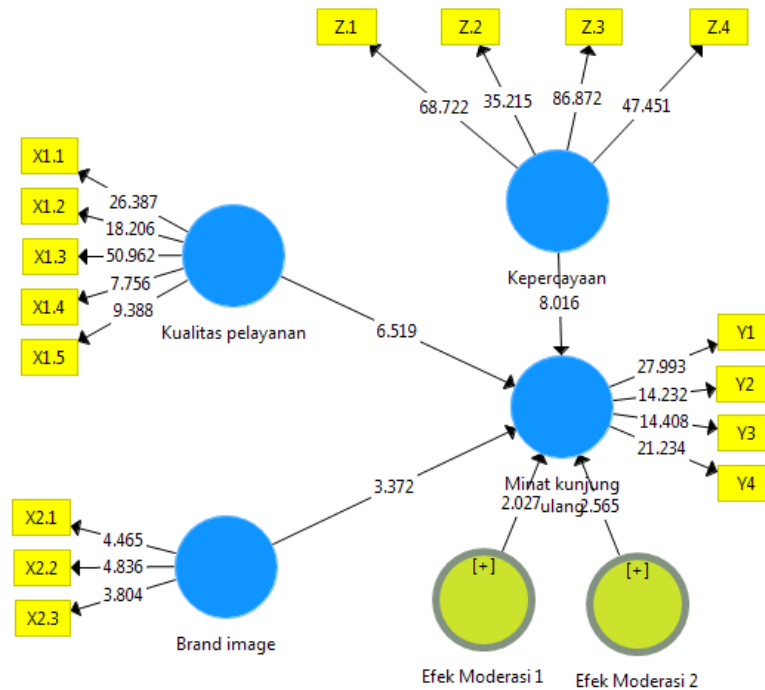 Z.1
Z.2
Z.3
Z.4
68.722
35.215
86.872
47.451
Kepercayaan
8.016
X1.1
X1.2
X1.3
X1.4
X1.5
26.387
18.206
50.962
7.756
9.388
Kualitas pelayanan
6.519
Y1
Y2
Y3
Y4
27.993
14.232
14.408
21.234
Minat kunjung
ulang
3.372
2.027
2.565
X2.1
X2.2
X2.3
4.465
4.836
3.804
Brand image
[+]
[+]
Efek Moderasi 1
Efek Moderasi 2